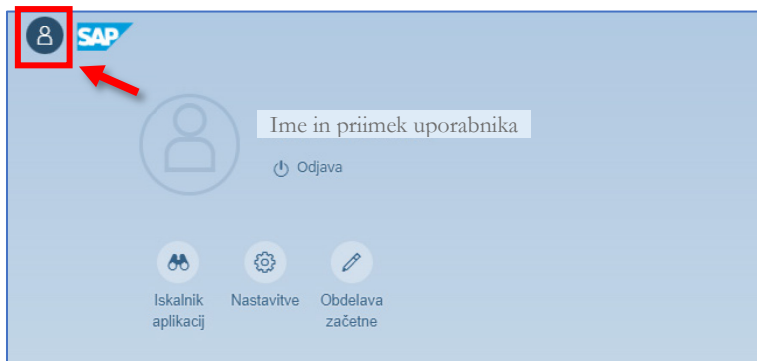 SAP
Ime in priimek uporabnika
Odjava
Iskalnik aplikacij
Nastavitve
Obdelava začetne